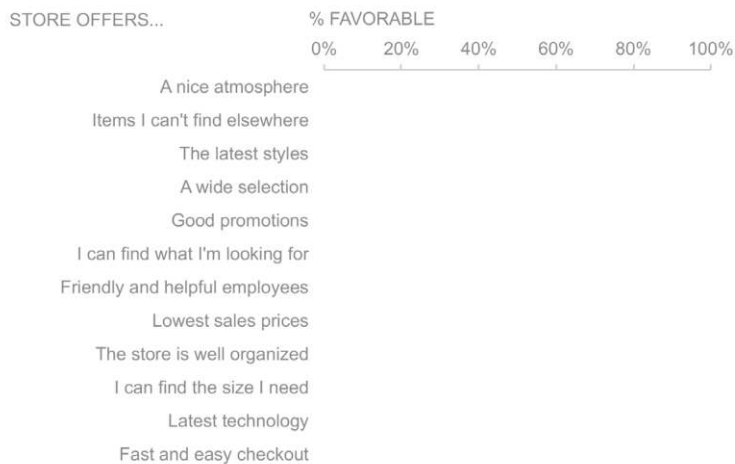 STORE OFFERS... % FAVORABLE
0% 20% 40% 60% 80% 100%
A nice atmosphere
Items I can't find elsewhere
The latest styles
A wide selection
Good promotions
I can find what I'm looking for
Friendly and helpful employees
Lowest sales prices
The store is well organized
I can find the size I need
Latest technology
Fast and easy checkout